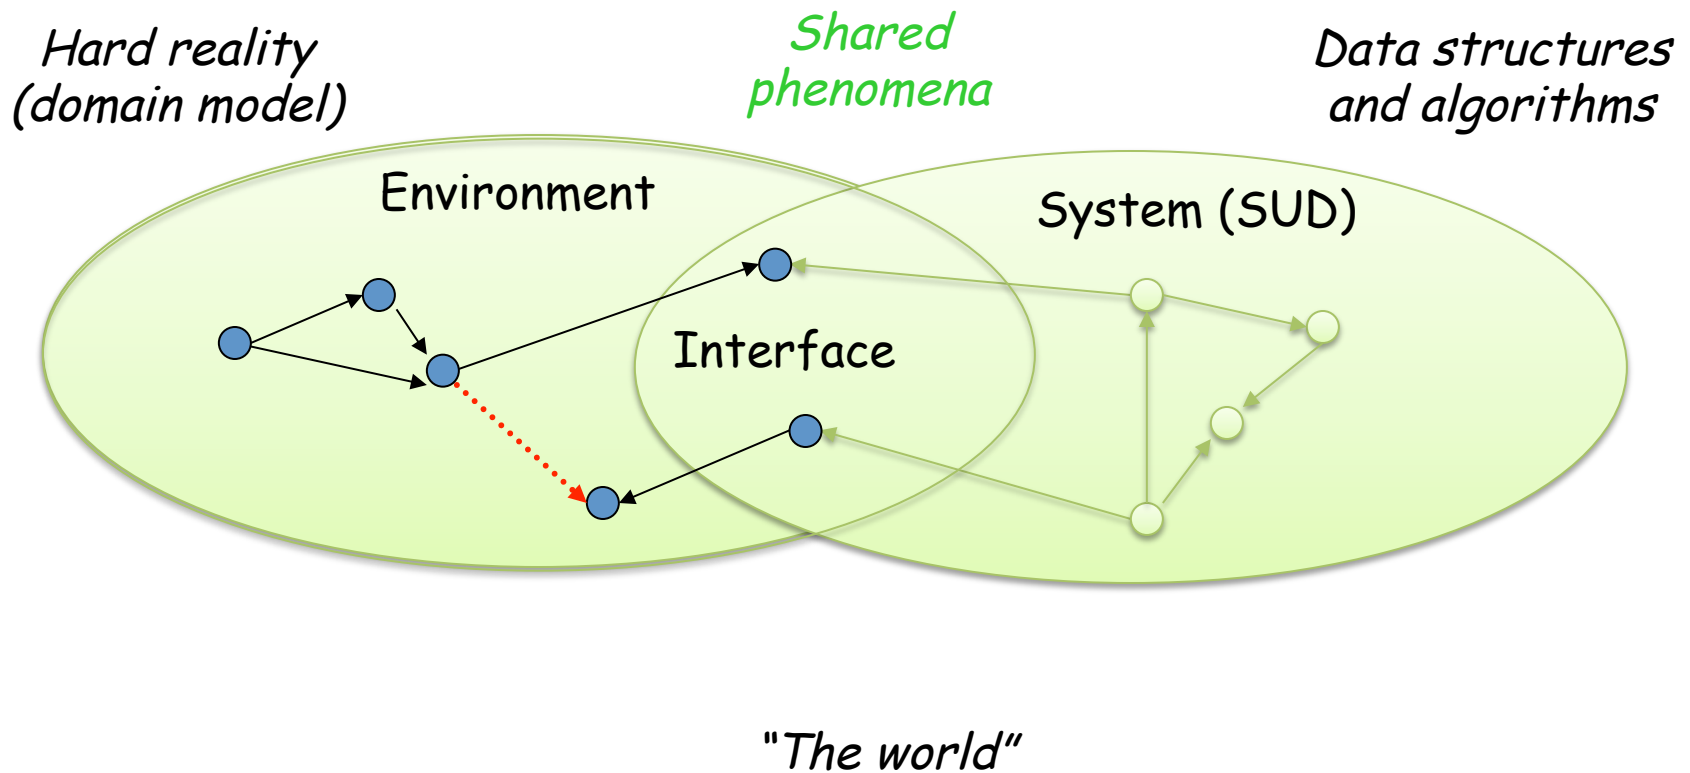 Hard reality
(domain model)
Shared
phenomena
Data structures
and algorithms
Environment
System (SUD)
Interface
“The world”